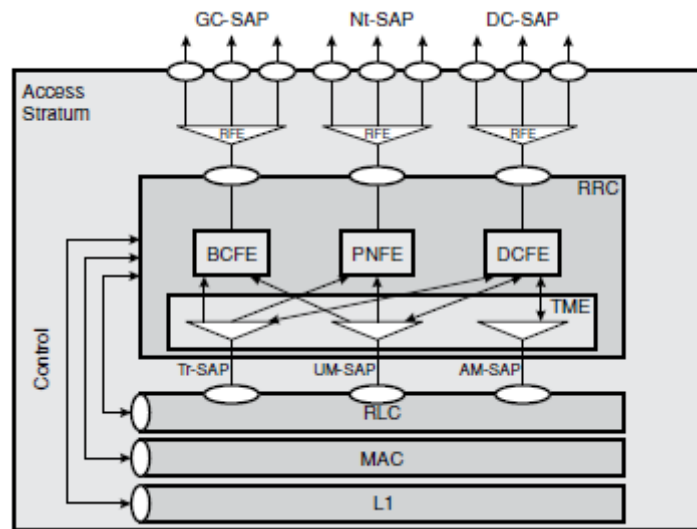 GC-SAP Nt-SAP DC-SAP
Access
Stratum
RFE RFE RFE
RRC
BCFE PNFE DCFE
TME
Tr-SAP UM-SAP AM-SAP
Control
RLC
MAC
L1